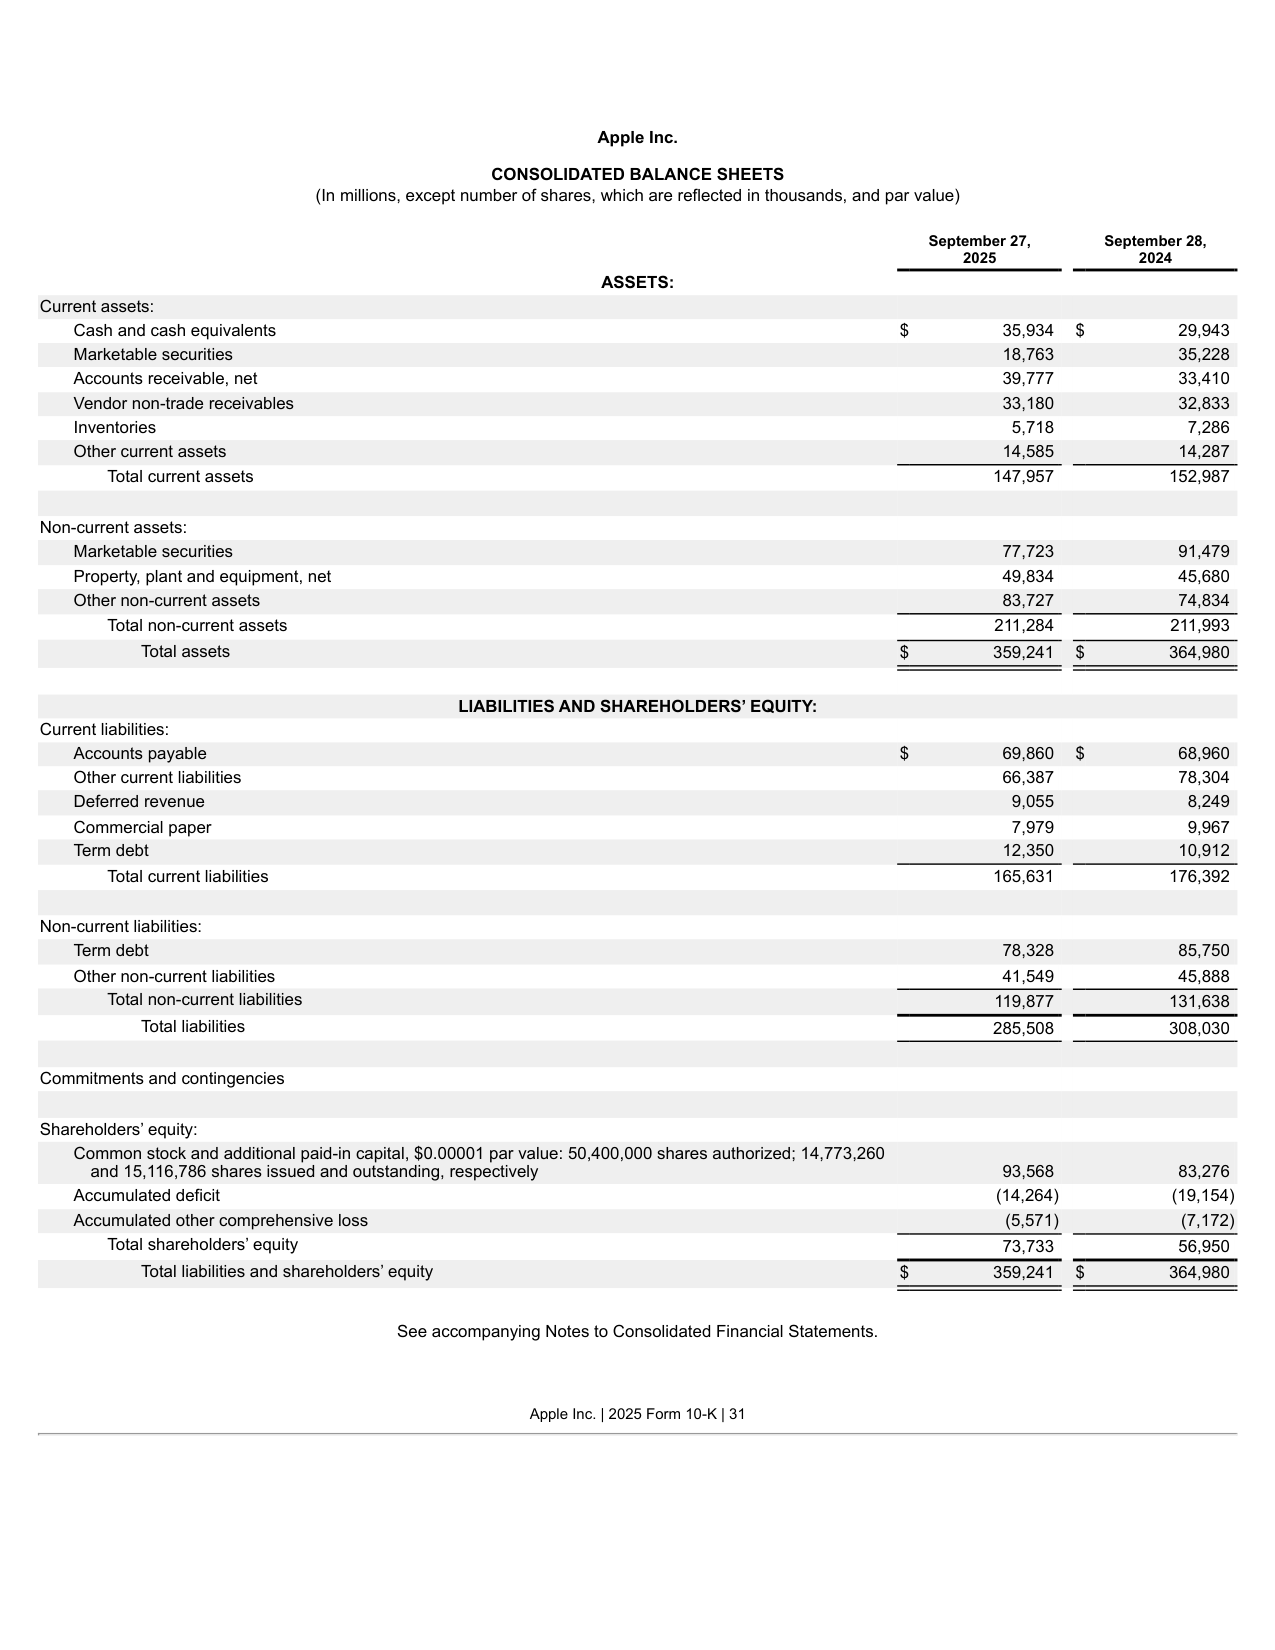 Apple Inc.
CONSOLIDATED BALANCE SHEETS
(In millions, except number of shares, which are reflected in thousands, and par value)
September 27, 2025 September 28, 2024
ASSETS:
Current assets:
Cash and cash equivalents $ 35,934 $ 29,943
Marketable securities 18,763 35,228
Accounts receivable, net 39,777 33,410
Vendor non-trade receivables 33,180 32,833
Inventories 5,718 7,286
Other current assets 14,585 14,287
Total current assets 147,957 152,987
Non-current assets:
Marketable securities 77,723 91,479
Property, plant and equipment, net 49,834 45,680
Other non-current assets 83,727 74,834
Total non-current assets 211,284 211,993
Total assets $ 359,241 $ 364,980
LIABILITIES AND SHAREHOLDERS’ EQUITY:
Current liabilities:
Accounts payable $ 69,860 $ 68,960
Other current liabilities 66,387 78,304
Deferred revenue 9,055 8,249
Commercial paper 7,979 9,967
Term debt 12,350 10,912
Total current liabilities 165,631 176,392
Non-current liabilities:
Term debt 78,328 85,750
Other non-current liabilities 41,549 45,888
Total non-current liabilities 119,877 131,638
Total liabilities 285,508 308,030
Commitments and contingencies
Shareholders’ equity:
Common stock and additional paid-in capital, $0.00001 par value: 50,400,000 shares authorized; 14,773,260
and 15,116,786 shares issued and outstanding, respectively 93,568 83,276
Accumulated deficit (14,264) (19,154)
Accumulated other comprehensive loss (5,571) (7,172)
Total shareholders’ equity 73,733 56,950
Total liabilities and shareholders’ equity $ 359,241 $ 364,980
See accompanying Notes to Consolidated Financial Statements.
Apple Inc. | 2025 Form 10-K | 31